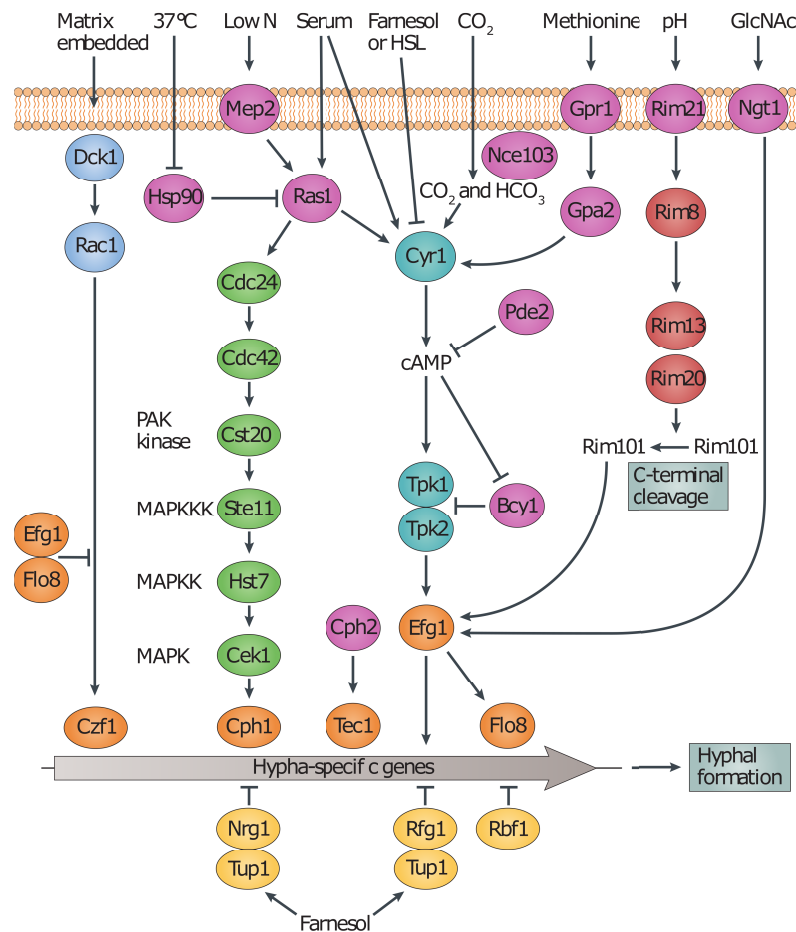 Matrix
embedded
37°C
Low N
Serum
Farnesol
or HSL
CO2
Methionine
pH
GlcNAc
Mep2
Gpr1
Rim21
Ngt1
Dck1
Nce103
Hsp90
Ras1
CO2 and HCO3
Gpa2
Rim8
Rac1
Cyr1
Cdc24
Pde2
Rim13
Cdc42
cAMP
Rim20
PAK
kinase
Cst20
Rim101
Rim101
C-terminal
cleavage
Tpk1
MAPKKK
Ste11
Bcy1
Tpk2
Efg1
Flo8
MAPKK
Hst7
Cph2
Efg1
MAPK
Cek1
Czf1
Cph1
Tec1
Flo8
Hypha-specif c genes
Hyphal
formation
Nrg1
Rfg1
Rbf1
Tup1
Tup1
Farnesol